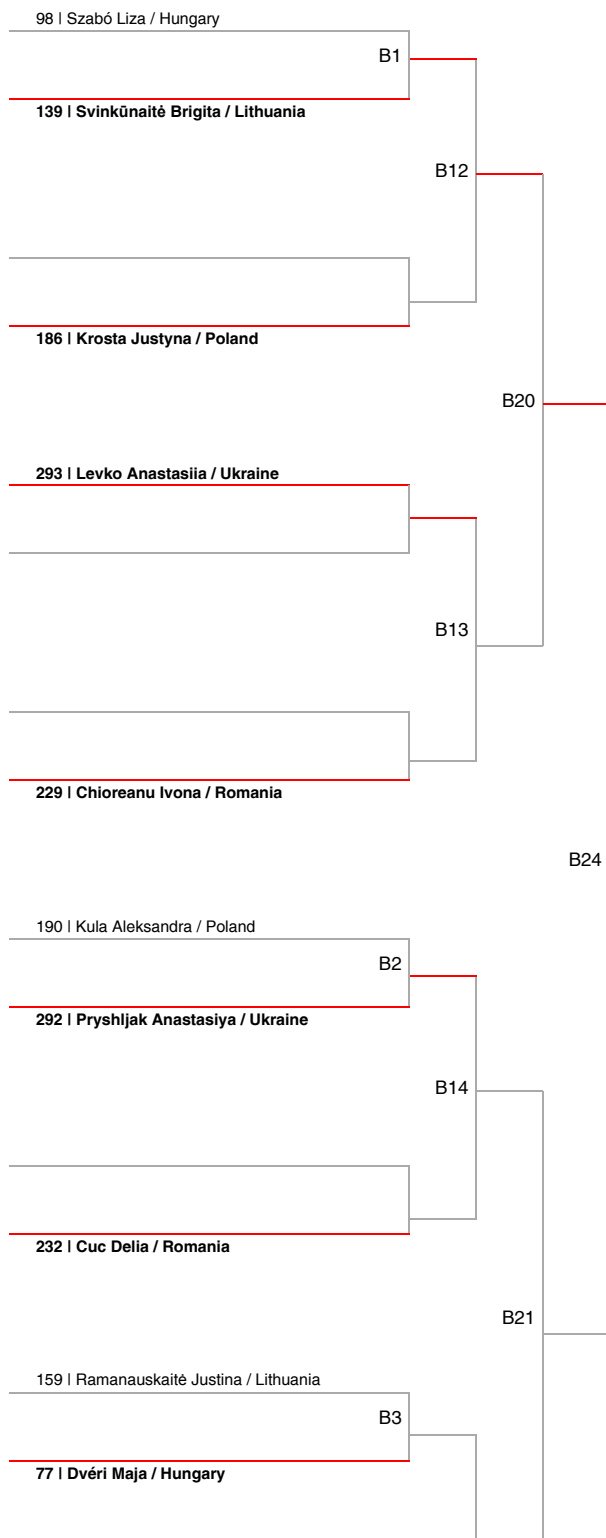 98 | Szabó Liza / Hungary
B1
139 | Svinkūnaitė Brigita / Lithuania
B12
186 | Krosta Justyna / Poland
B20
293 | Levko Anastasiia / Ukraine
B13
229 | Chioreanu Ivona / Romania
B24
190 | Kula Aleksandra / Poland
B2
292 | Pryshljak Anastasiya / Ukraine
B14
232 | Cuc Delia / Romania
B21
159 | Ramanauskaitė Justina / Lithuania
B3
77 | Dvéri Maja / Hungary